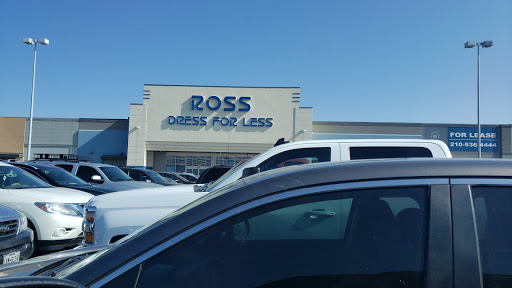 ROSS
DRESS FOR LESS
FOR LEASE
210-836-4444